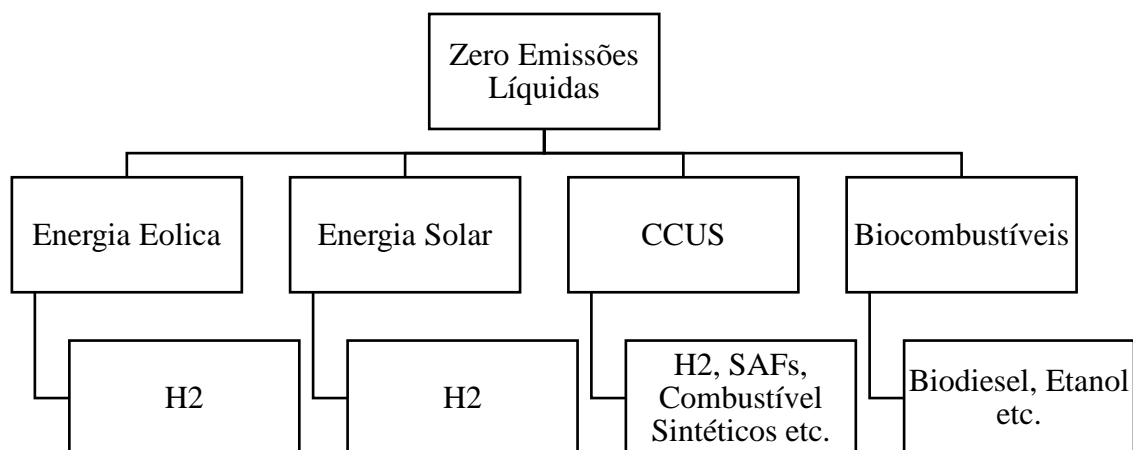 Zero Emissões
Líquidas
Energia Eolica
Energia Solar
CCUS
Biocombustíveis
H2
H2
H2, SAFs,
Combustível
Sintéticos etc.
Biodiesel, Etanol
etc.